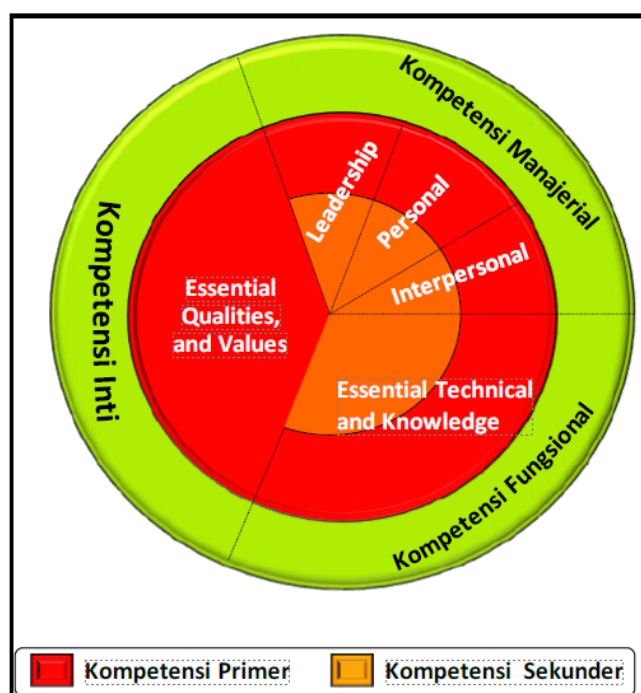 Kompetensi Manajerial
Leadership
Personal
Interpersonal
Kompetensi Inti
Essential
Qualities,
and Values
Essential Technical
and Knowledge
Kompetensi Fungsional
Kompetensi Primer
Kompetensi Sekunder